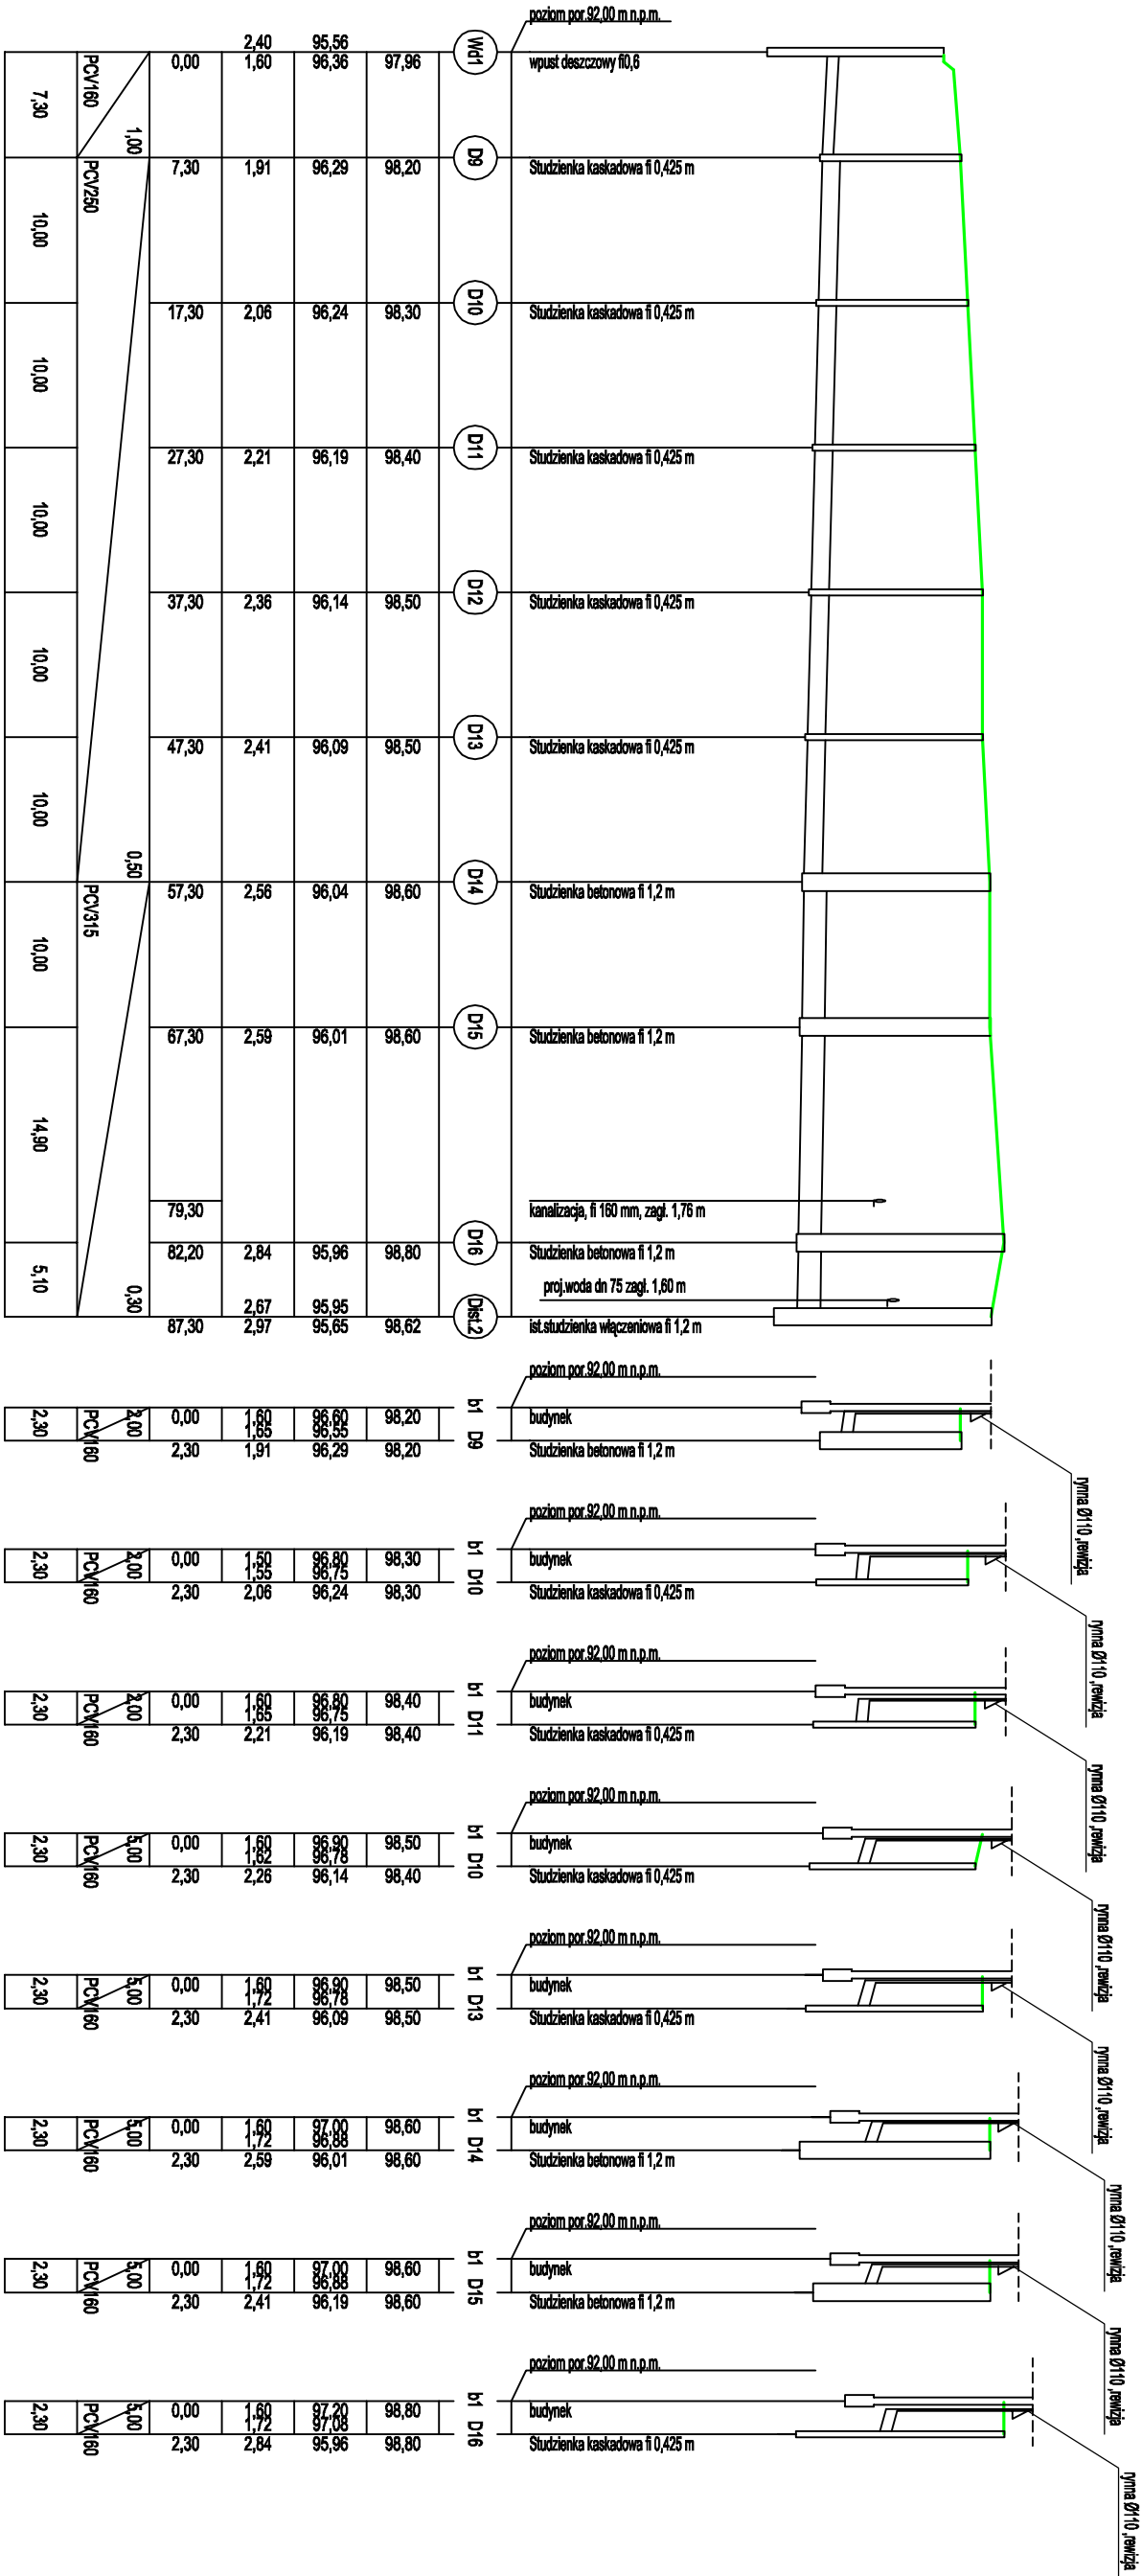 poziom por.92,00 m n.p.m.
2,40 95,56
0,00 1,60 96,36 97,96 Wd1 wpust deszczowy fi0,6
PCV160
7,30
1,00
7,30 1,91 96,29 98,20 D9 Studzienka kaskadowa fi 0,425 m
PCV250
10,00
17,30 2,06 96,24 98,30 D10 Studzienka kaskadowa fi 0,425 m
10,00
27,30 2,21 96,19 98,40 D11 Studzienka kaskadowa fi 0,425 m
10,00
37,30 2,36 96,14 98,50 D12 Studzienka kaskadowa fi 0,425 m
10,00
47,30 2,41 96,09 98,50 D13 Studzienka kaskadowa fi 0,425 m
10,00
0,50
57,30 2,56 96,04 98,60 D14 Studzienka betonowa fi 1,2 m
PCV315
10,00
67,30 2,59 96,01 98,60 D15 Studzienka betonowa fi 1,2 m
14,90
79,30 kanalizacja, fi 160 mm, zagł. 1,76 m
82,20 2,84 95,96 98,80 D16 Studzienka betonowa fi 1,2 m
5,10
proj.woda dn 75 zagł. 1,60 m
0,30
2,67 95,95
87,30 2,97 95,65 98,62 Dist.2 ist.studzienka włączeniowa fi 1,2 m
poziom por.92,00 m n.p.m.
2,30 PCV160 2,00 0,00 1,60 96,60 98,20 b1 budynek
1,65 96,55
2,30 1,91 96,29 98,20 D9 Studzienka betonowa fi 1,2 m
rynna Ø110 ,rewizja
poziom por.92,00 m n.p.m.
2,30 PCV160 2,00 0,00 1,50 96,80 98,30 b1 budynek
1,55 96,75
2,30 2,06 96,24 98,30 D10 Studzienka kaskadowa fi 0,425 m
rynna Ø110 ,rewizja
poziom por.92,00 m n.p.m.
2,30 PCV160 2,00 0,00 1,60 96,80 98,40 b1 budynek
1,65 96,75
2,30 2,21 96,19 98,40 D11 Studzienka kaskadowa fi 0,425 m
rynna Ø110 ,rewizja
poziom por.92,00 m n.p.m.
2,30 PCV160 5,00 0,00 1,60 96,90 98,50 b1 budynek
1,62 96,78
2,30 2,26 96,14 98,40 D10 Studzienka kaskadowa fi 0,425 m
rynna Ø110 ,rewizja
poziom por.92,00 m n.p.m.
2,30 PCV160 5,00 0,00 1,60 96,90 98,50 b1 budynek
1,72 96,78
2,30 2,41 96,09 98,50 D13 Studzienka kaskadowa fi 0,425 m
rynna Ø110 ,rewizja
poziom por.92,00 m n.p.m.
2,30 PCV160 5,00 0,00 1,60 97,00 98,60 b1 budynek
1,72 96,88
2,30 2,59 96,01 98,60 D14 Studzienka betonowa fi 1,2 m
rynna Ø110 ,rewizja
poziom por.92,00 m n.p.m.
2,30 PCV160 5,00 0,00 1,60 97,00 98,60 b1 budynek
1,72 96,88
2,30 2,41 96,19 98,60 D15 Studzienka betonowa fi 1,2 m
rynna Ø110 ,rewizja
poziom por.92,00 m n.p.m.
2,30 PCV160 5,00 0,00 1,60 97,20 98,80 b1 budynek
1,72 97,08
2,30 2,84 95,96 98,80 D16 Studzienka kaskadowa fi 0,425 m
rynna Ø110 ,rewizja